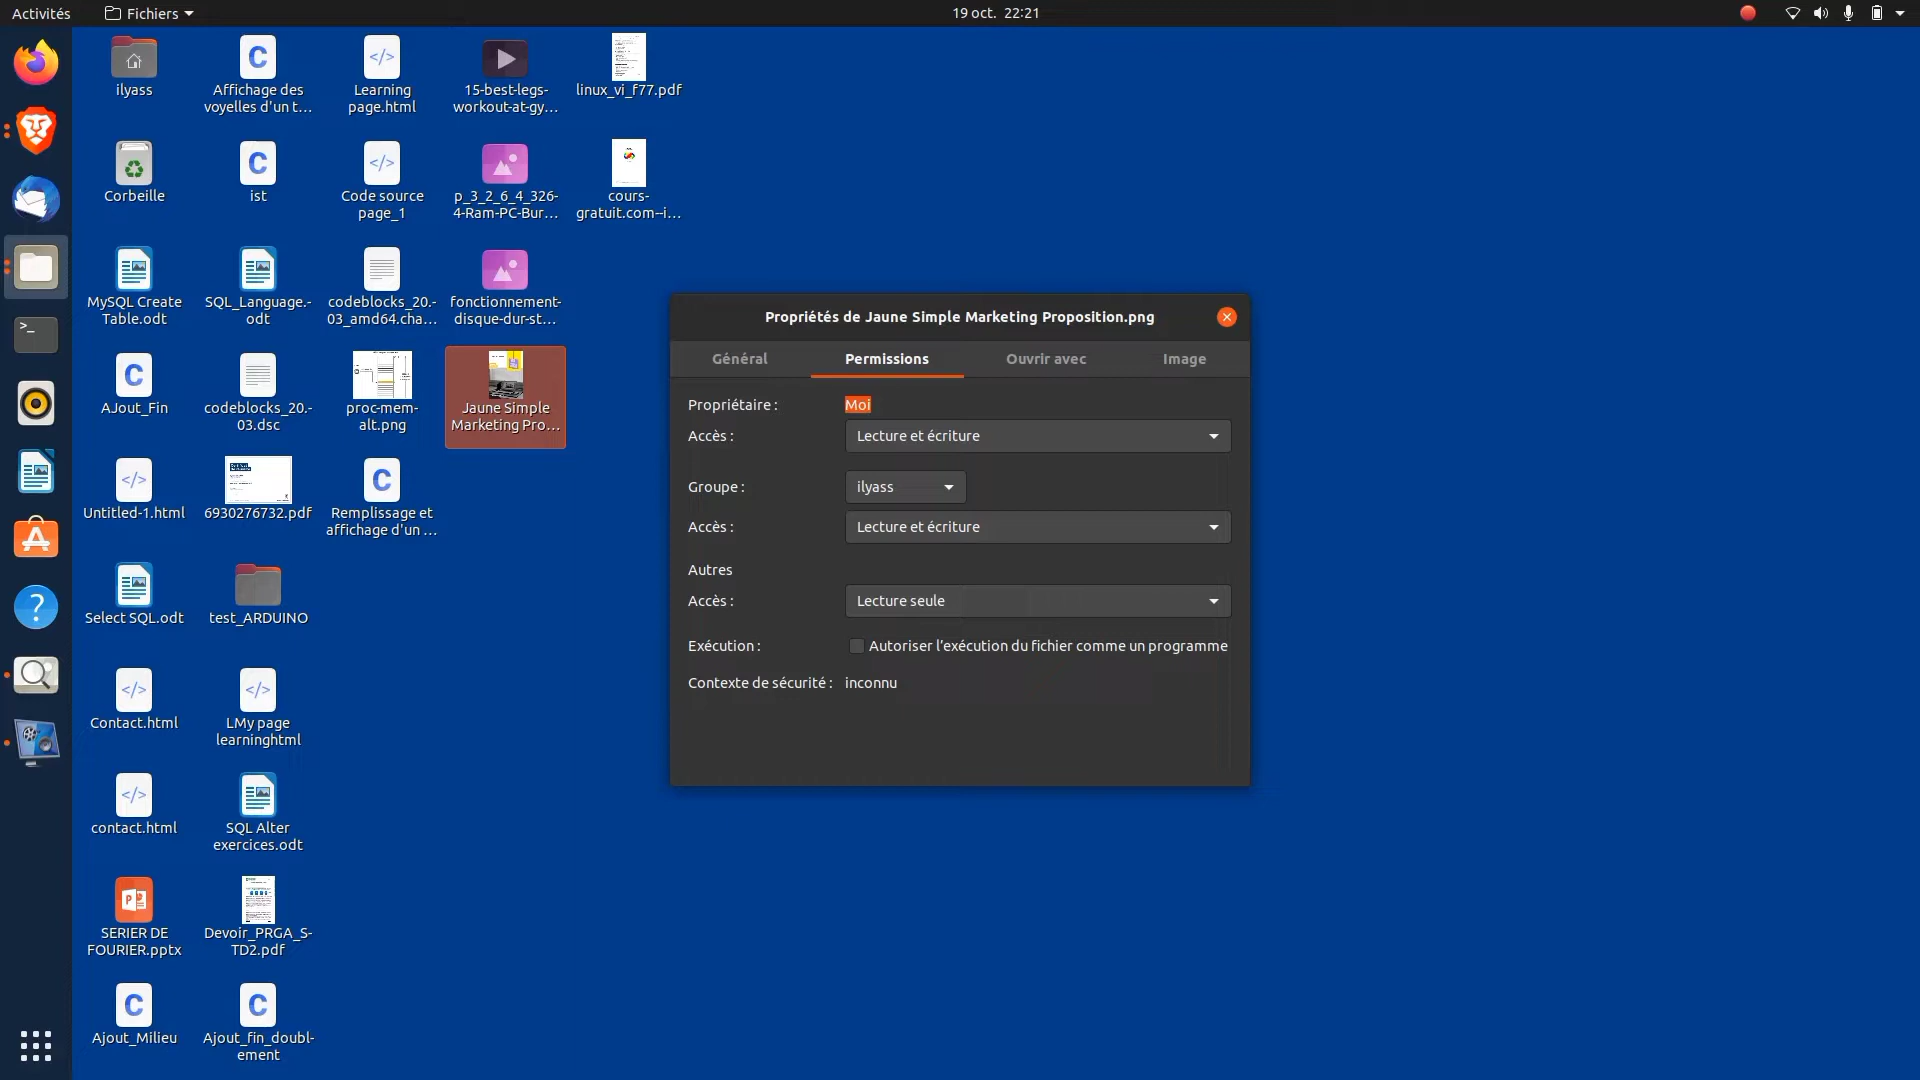 Activités
Fichiers
19 oct. 22:21
ilyass
Affichage des
voyelles d'un t...
Learning
page.html
15-best-legs-
workout-at-gy...
linux_vi_f77.pdf
Corbeille
ist
Code source
page_1
p_3_2_6_4_326-
4-Ram-PC-Bur...
cours-
gratuit.com--i...
MySQL Create
Table.odt
SQL_Language.-
odt
codeblocks_20.-
03_amd64.cha...
fonctionnement-
disque-dur-st...
AJout_Fin
codeblocks_20.-
03.dsc
proc-mem-
alt.png
Jaune Simple
Marketing Pro...
Untitled-1.html
6930276732.pdf
Remplissage et
affichage d'un ...
Select SQL.odt
test_ARDUINO
Contact.html
LMy page
learninghtml
contact.html
SQL Alter
exercices.odt
SERIER DE
FOURIER.pptx
Devoir_PRGA_S-
TD2.pdf
Ajout_Milieu
Ajout_fin_doubl-
ement
Propriétés de Jaune Simple Marketing Proposition.png
Général
Permissions
Ouvrir avec
Image
Propriétaire :
Moi
Accès :
Lecture et écriture
Groupe :
ilyass
Accès :
Lecture et écriture
Autres
Accès :
Lecture seule
Exécution :
Autoriser l'exécution du fichier comme un programme
Contexte de sécurité :
inconnu